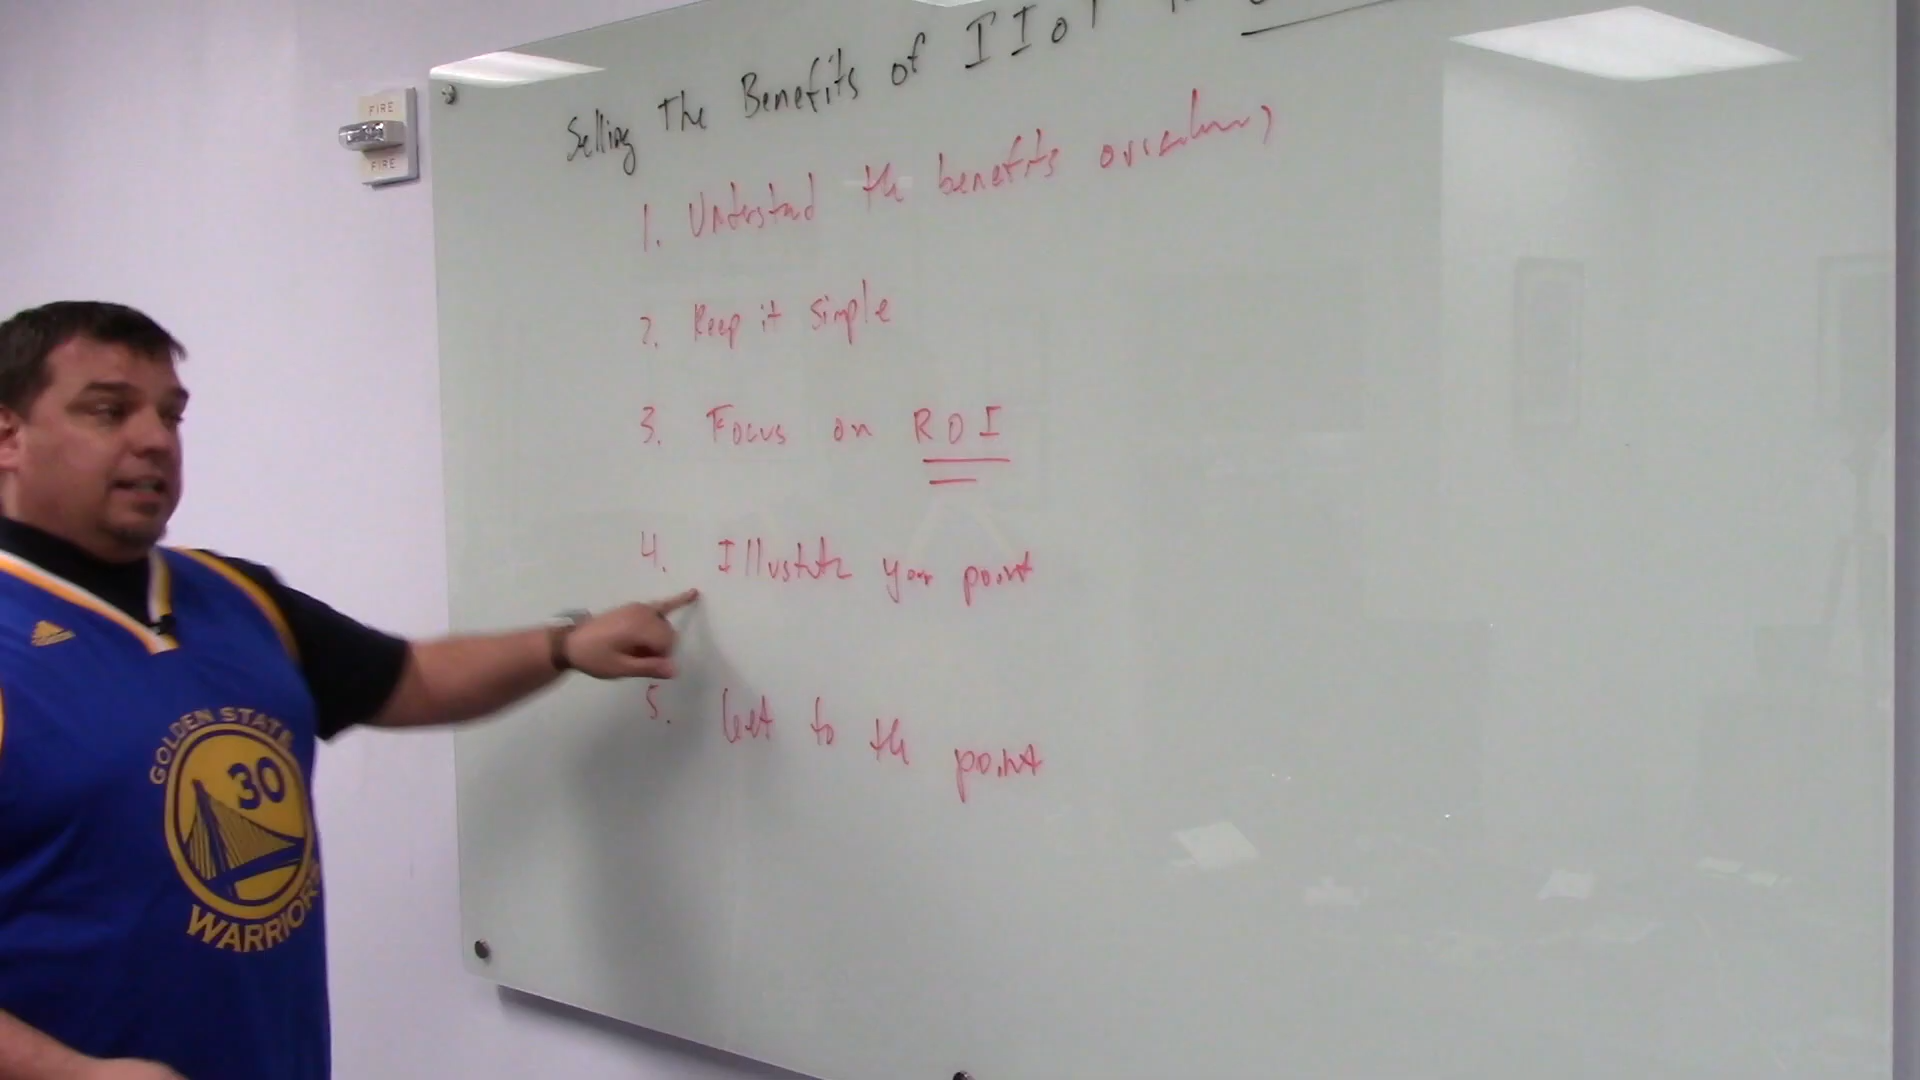 FIRE
FIRE
Selling The Benefits of IIoT
1. Understand the benefits
2. Keep it simple
3. Focus on ROI
4. Illustrate your point
5. Get to the point
GOLDEN STATE
30
WARRIORS